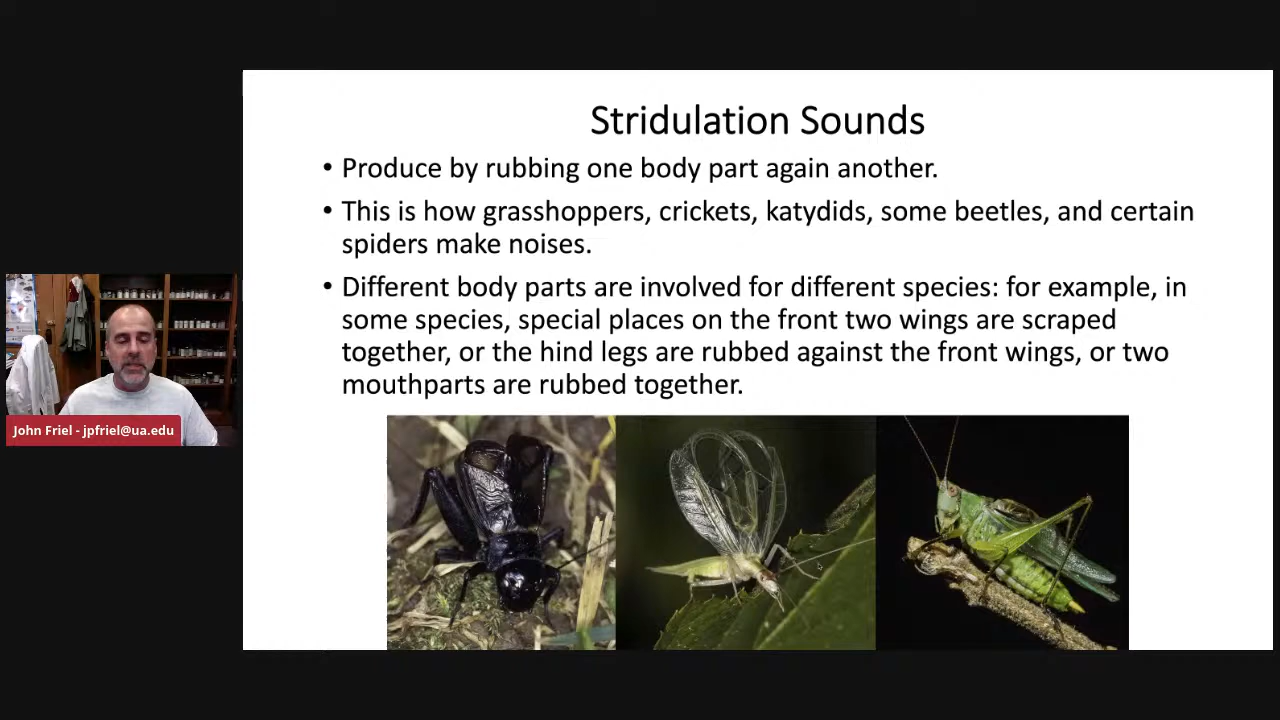 Stridulation Sounds
• Produce by rubbing one body part again another.
• This is how grasshoppers, crickets, katydids, some beetles, and certain
spiders make noises.
• Different body parts are involved for different species: for example, in
some species, special places on the front two wings are scraped
together, or the hind legs are rubbed against the front wings, or two
mouthparts are rubbed together.
John Friel - jpfriel@ua.edu